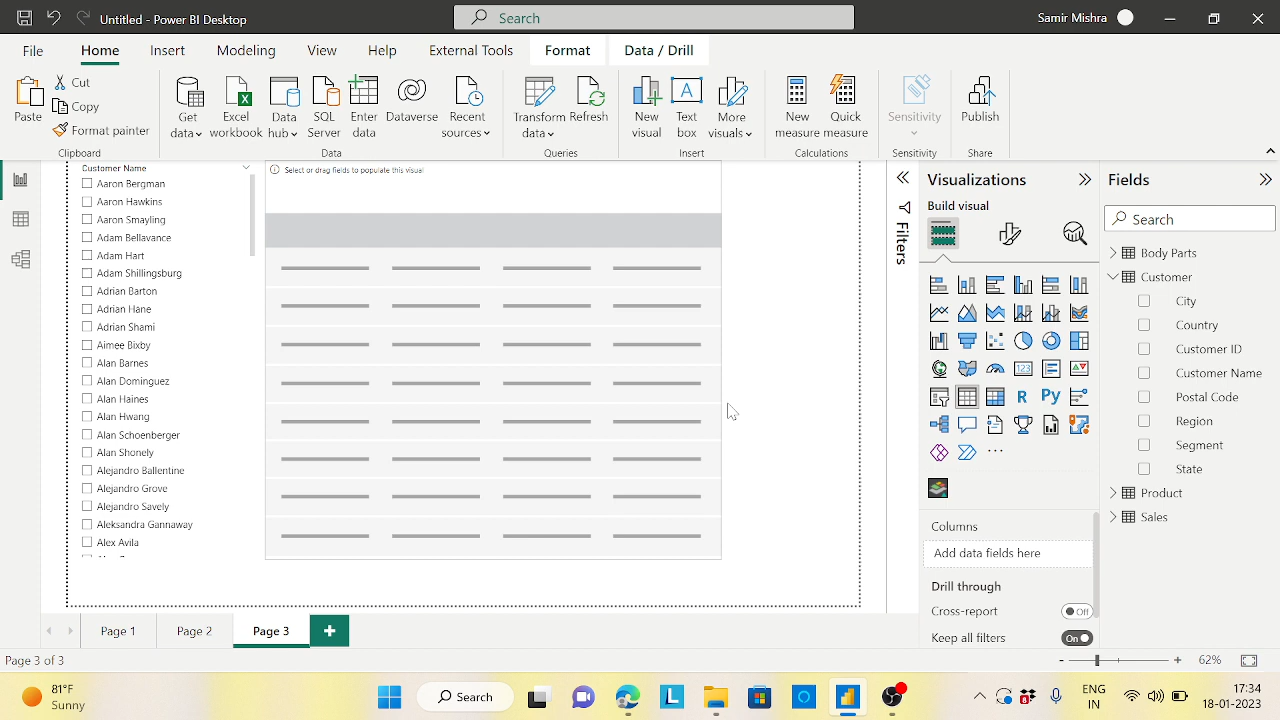 Untitled - Power BI Desktop
Search
Samir Mishra
File
Home
Insert
Modeling
View
Help
External Tools
Format
Data / Drill
Paste
Cut
Copy
Format painter
Clipboard
Get data
Excel workbook
Data hub
SQL Server
Enter data
Dataverse
Recent sources
Data
Transform data
Refresh
Queries
New visual
Text box
More visuals
Insert
New measure
Quick measure
Calculations
Sensitivity
Sensitivity
Publish
Share
Customer Name
Aaron Bergman
Aaron Hawkins
Aaron Smayling
Adam Bellavance
Adam Hart
Adam Shillingsburg
Adrian Barton
Adrian Hane
Adrian Shami
Aimee Bixby
Alan Barnes
Alan Dominguez
Alan Haines
Alan Hwang
Alan Schoenberger
Alan Shonely
Alejandro Ballentine
Alejandro Grove
Alejandro Savely
Aleksandra Gannaway
Alex Avila
Select or drag fields to populate this visual
Filters
Visualizations
Build visual
123
R
Py
Columns
Add data fields here
Drill through
Cross-report
Off
Keep all filters
On
Fields
Search
Body Parts
Customer
City
Country
Customer ID
Customer Name
Postal Code
Region
Segment
State
Product
Sales
Page 1
Page 2
Page 3
Page 3 of 3
62%
81°F
Sunny
Search
ENG
IN
17:34
18-01-2023